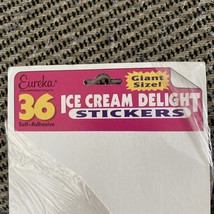 Eureka®
36
Self-Adhesive
Giant
Size!
ICE CREAM DELIGHT
STICKERS